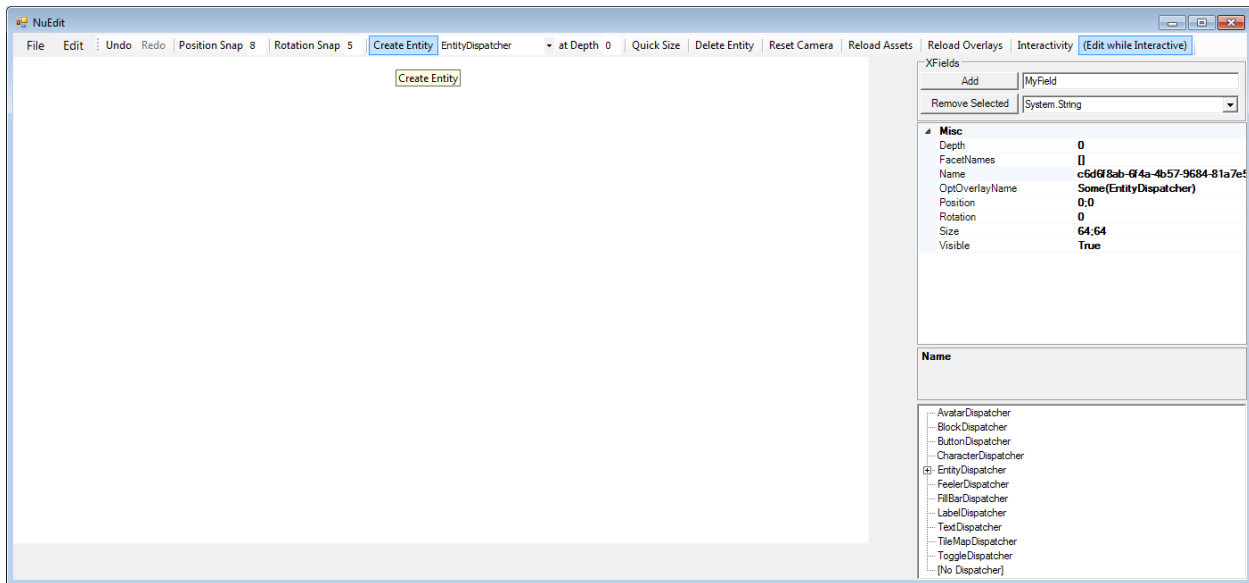 NuEdit
File Edit Undo Redo Position Snap 8 Rotation Snap 5 Create Entity EntityDispatcher at Depth 0 Quick Size Delete Entity Reset Camera Reload Assets Reload Overlays Interactivity (Edit while Interactive)
Create Entity
XFields
Add MyField
Remove Selected System.String
Misc
Depth 0
FacetNames []
Name c6d6f8ab-6f4a-4b57-9684-81a7e5
OptOverlayName Some(EntityDispatcher)
Position 0;0
Rotation 0
Size 64;64
Visible True
Name
AvatarDispatcher
BlockDispatcher
ButtonDispatcher
CharacterDispatcher
EntityDispatcher
FeelerDispatcher
FillBarDispatcher
LabelDispatcher
TextDispatcher
TileMapDispatcher
ToggleDispatcher
[No Dispatcher]